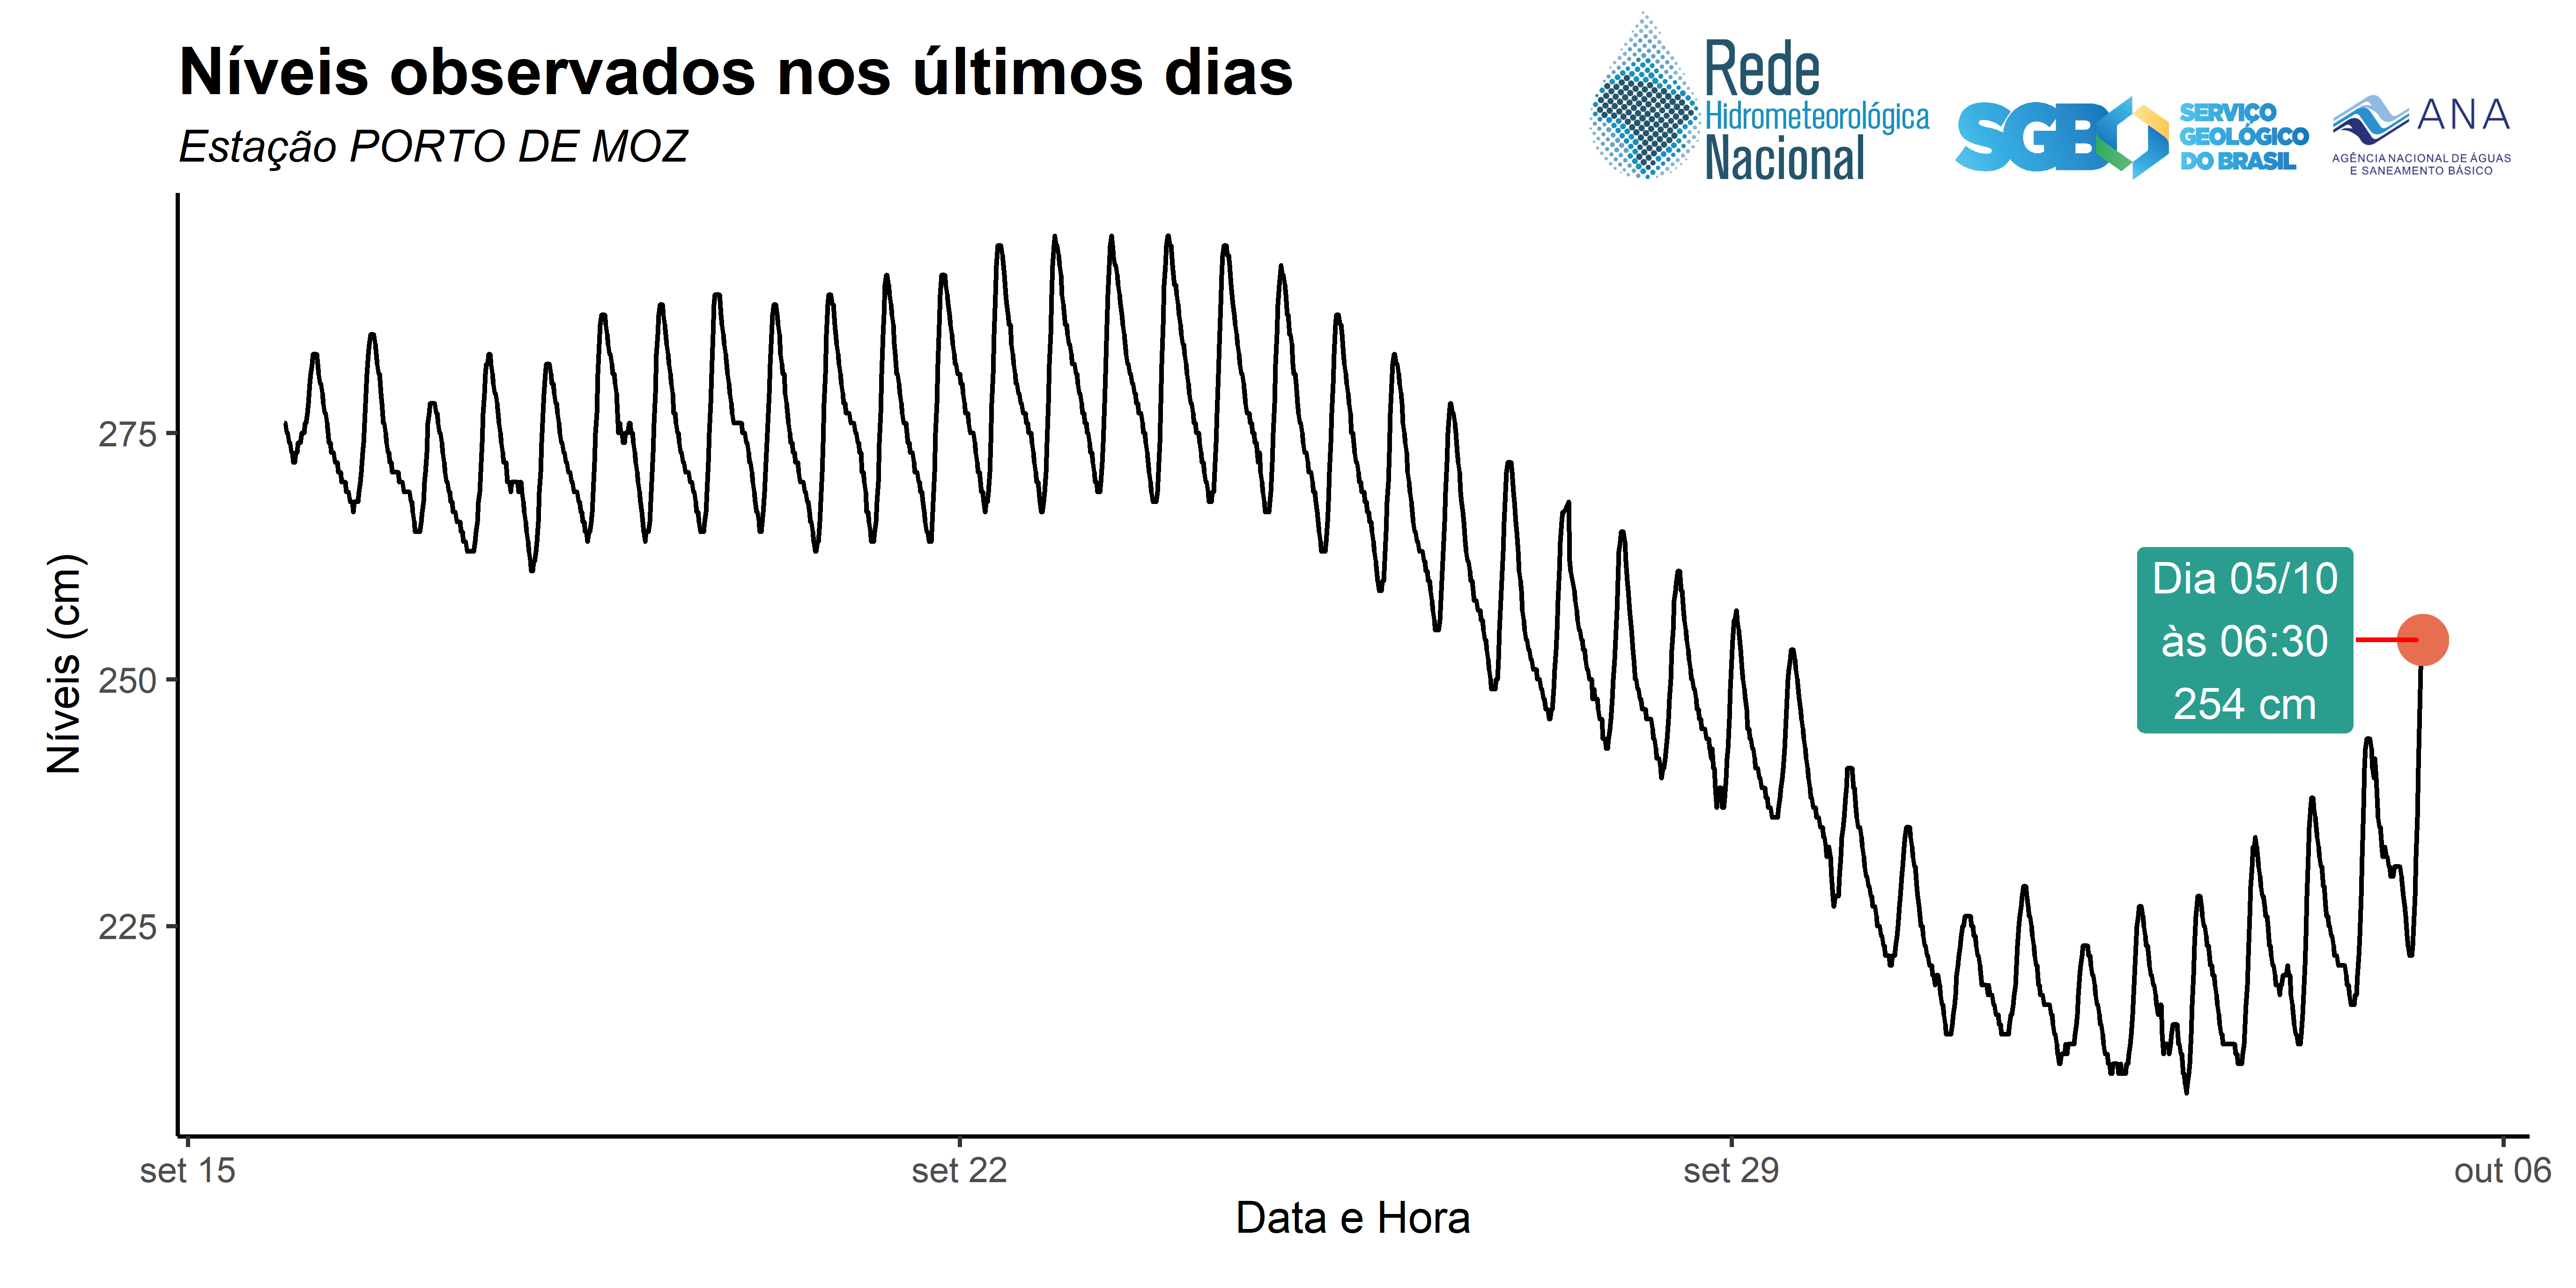 Níveis observados nos últimos dias
Estação PORTO DE MOZ
Rede
Hidrometeorológica
Nacional
SGB
SERVIÇO
GEOLÓGICO
DO BRASIL
ANA
AGÊNCIA NACIONAL DE ÁGUAS
E SANEAMENTO BÁSICO
Níveis (cm)
275
250
225
Dia 05/10
às 06:30
254 cm
set 15
set 22
set 29
out 06
Data e Hora